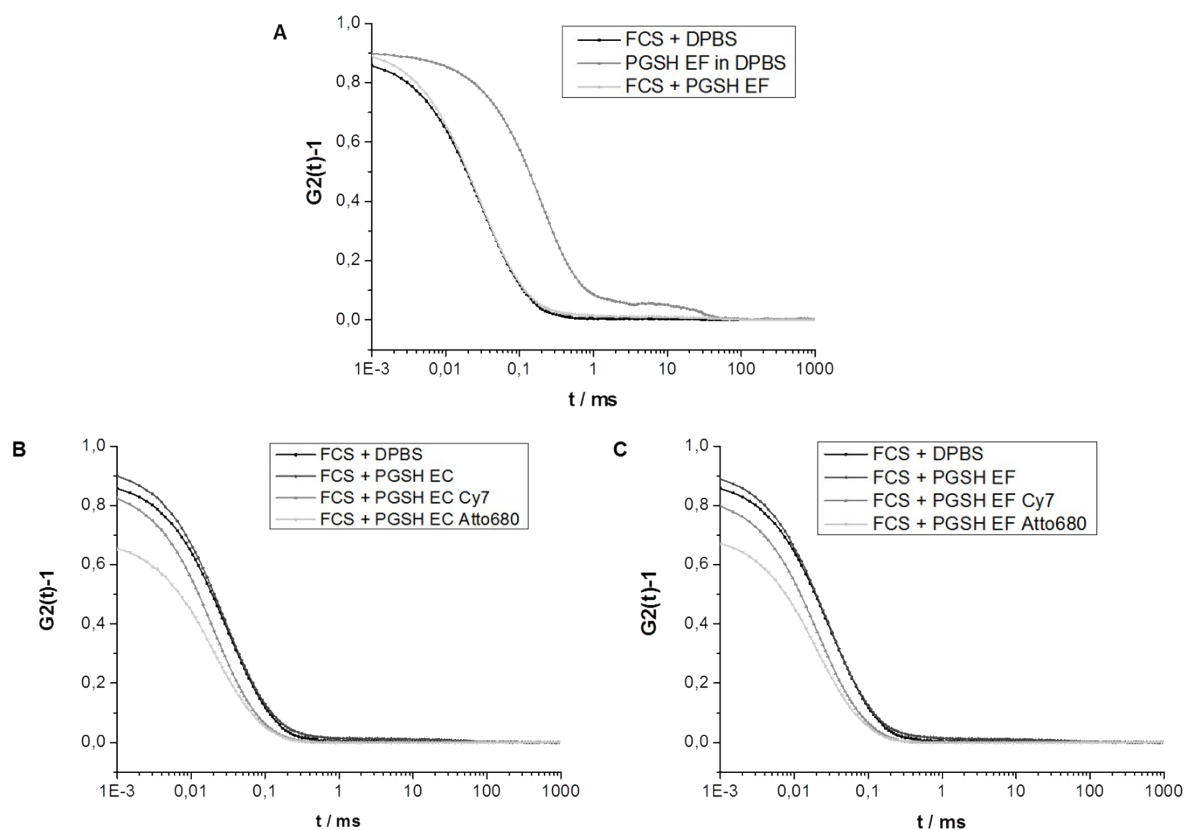 A
1,0
0,8
0,6
0,4
0,2
0,0
G2(t)-1
FCS + DPBS
PGSH EF in DPBS
FCS + PGSH EF
1E-3 0,01 0,1 1 10 100 1000
t / ms
B
1,0
0,8
0,6
0,4
0,2
0,0
G2(t)-1
FCS + DPBS
FCS + PGSH EC
FCS + PGSH EC Cy7
FCS + PGSH EC Atto680
1E-3 0,01 0,1 1 10 100 1000
t / ms
C
1,0
0,8
0,6
0,4
0,2
0,0
G2(t)-1
FCS + DPBS
FCS + PGSH EF
FCS + PGSH EF Cy7
FCS + PGSH EF Atto680
1E-3 0,01 0,1 1 10 100 1000
t / ms